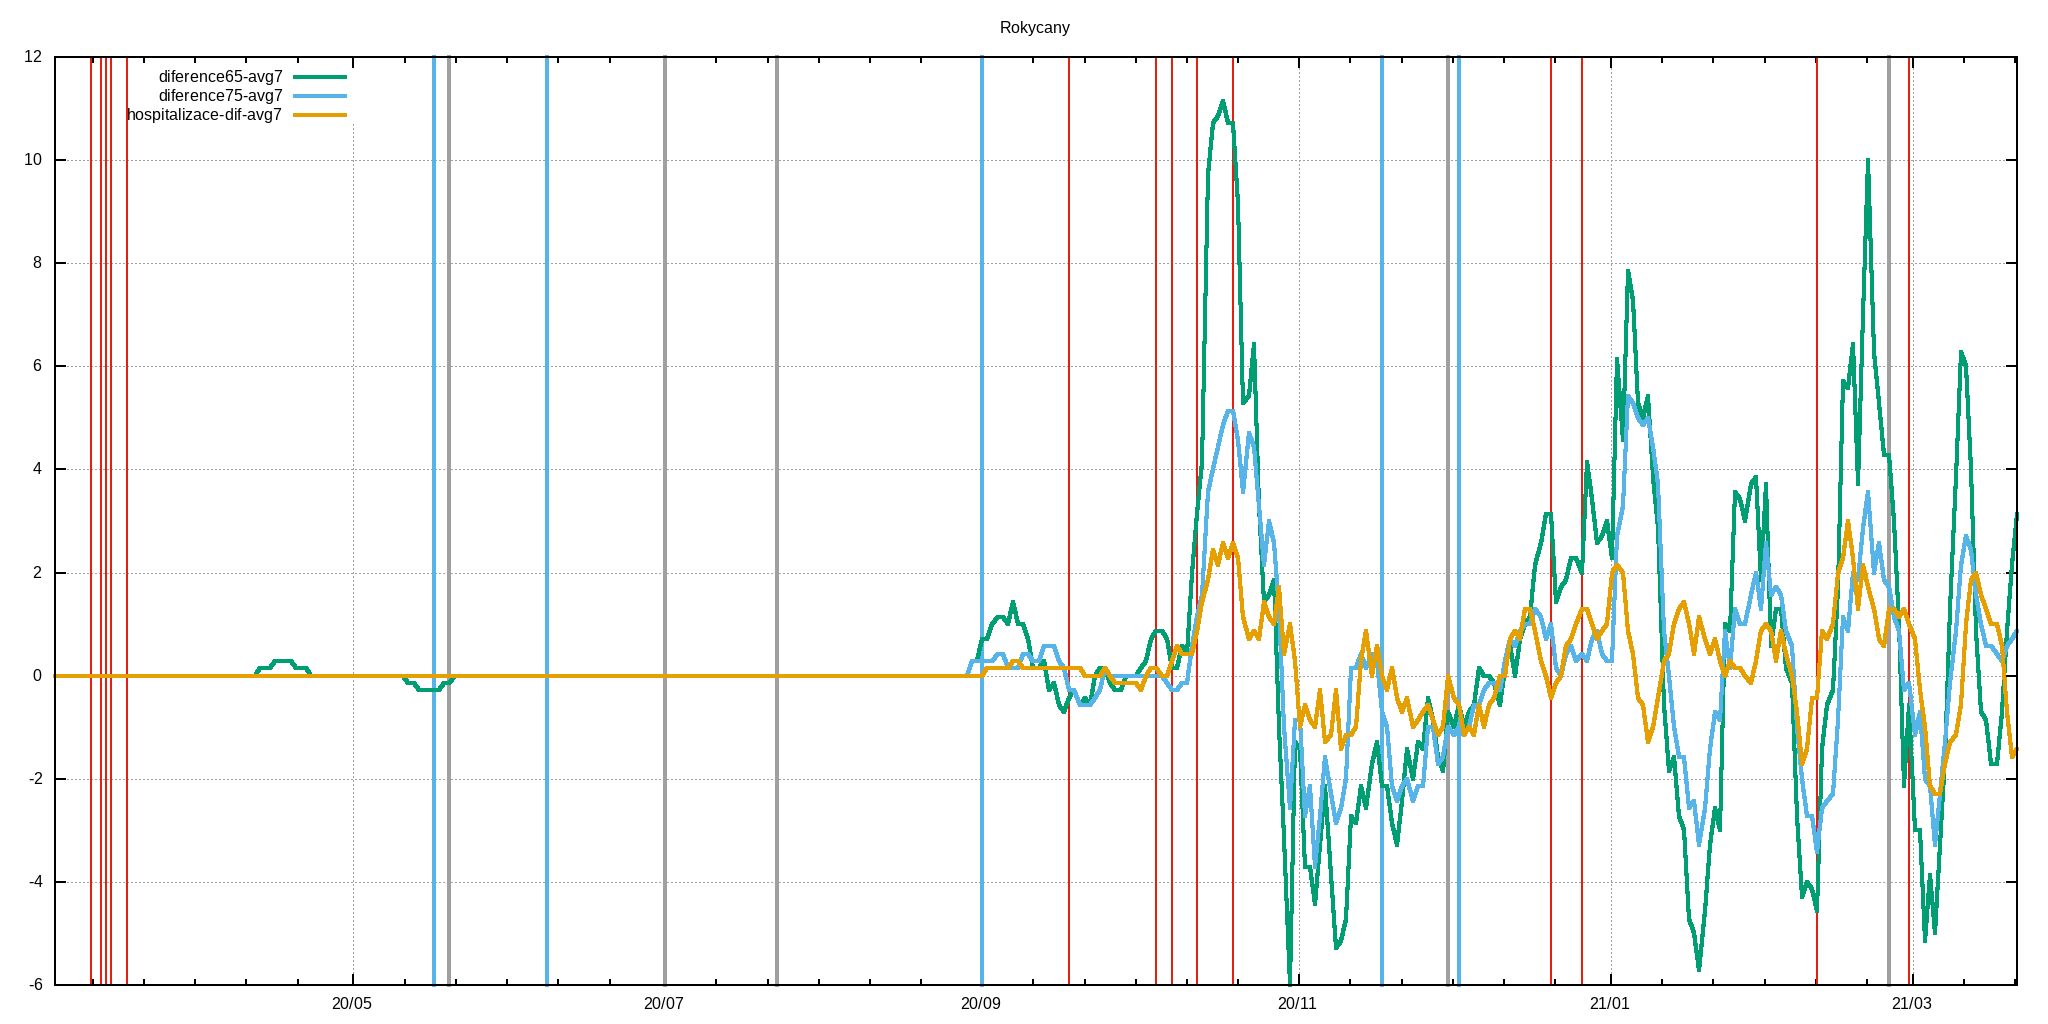 Rokycany
diference65-avg7
diference75-avg7
hospitalizace-dif-avg7
12
10
8
6
4
2
0
-2
-4
-6
20/05 20/07 20/09 20/11 21/01 21/03